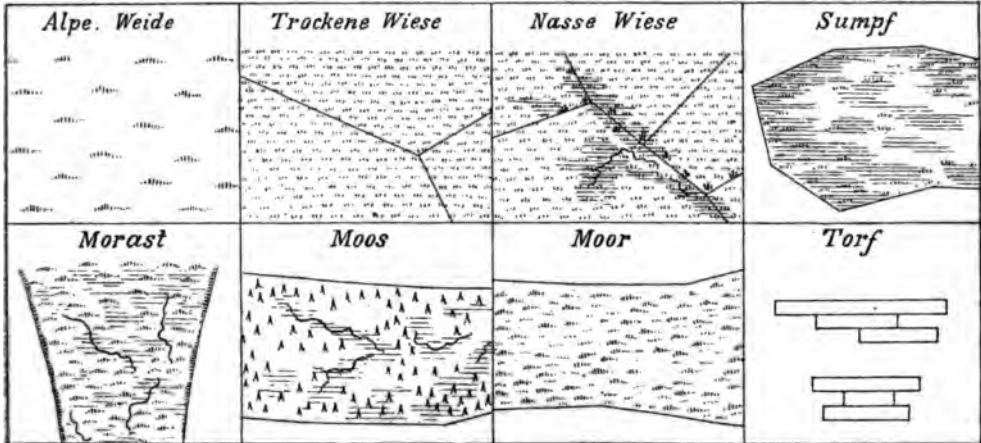 Alpe. Weide
Trockene Wiese
Nasse Wiese
Sumpf
Morast
Moos
Moor
Torf